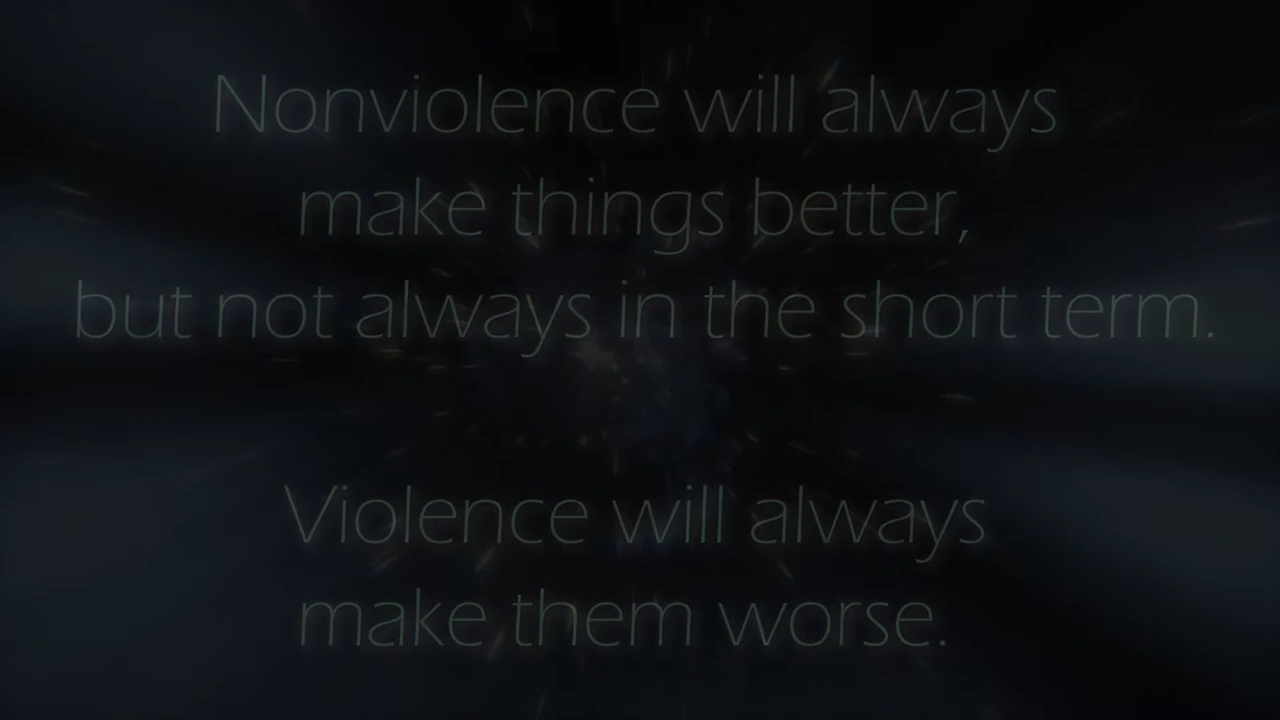 Nonviolence will always
make things better,
but not always in the short term.
Violence will always
make them worse.